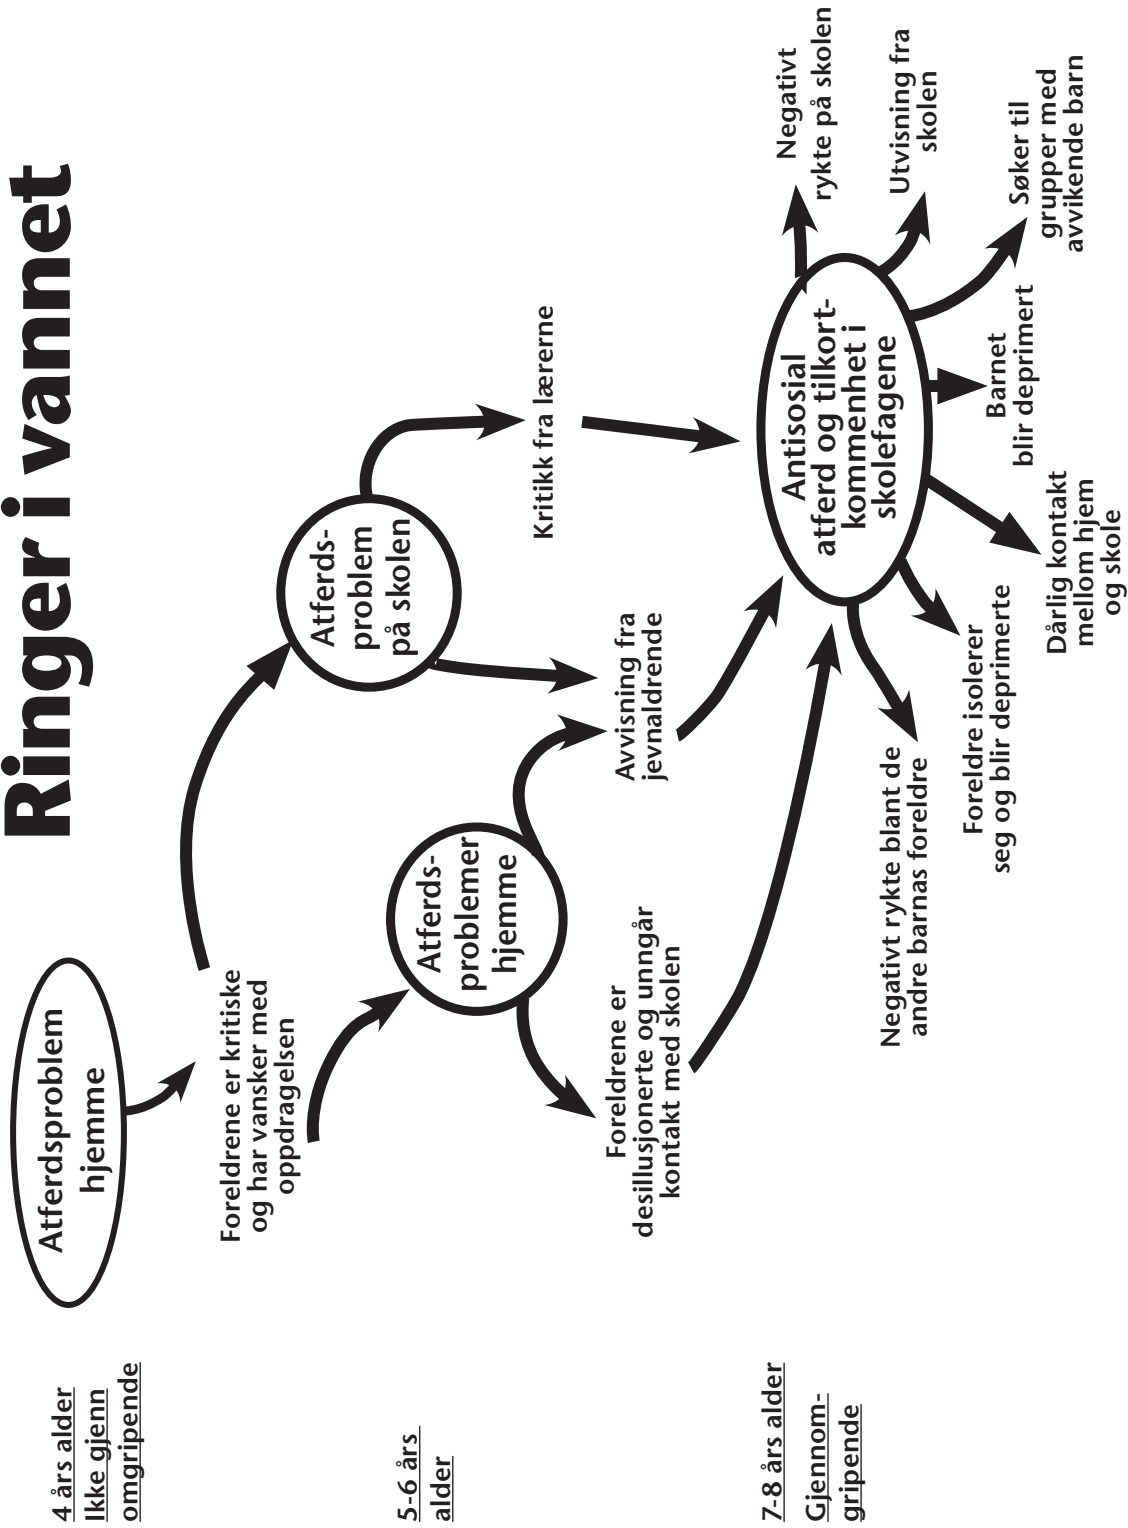 Ringer i vannet
4 års alder
Ikke gjenn
omgripende
Atferdsproblem
hjemme
Foreldrene er kritiske
og har vansker med
oppdragelsen
5-6 års
alder
Atferds-
problemer
hjemme
Atferds-
problem
på skolen
Foreldrene er
desillusjonerte og unngår
kontakt med skolen
Avvisning fra
jevnaldrende
Kritikk fra lærerne
7-8 års alder
Gjennom-
gripende
Antisosial
atferd og tilkort-
kommenhet i
skolefagene
Negativt rykte blant de
andre barnas foreldre
Foreldre isolerer
seg og blir deprimerte
Dårlig kontakt
mellom hjem
og skole
Barnet
blir deprimert
Søker til
grupper med
avvikende barn
Utvisning fra
skolen
Negativt
rykte på skolen